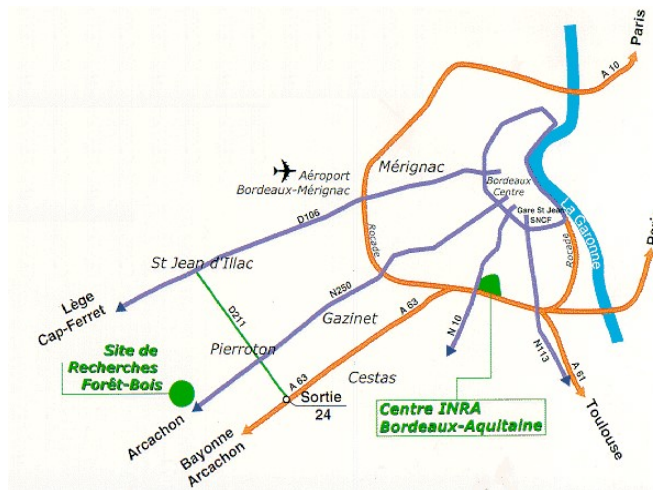 Paris
A 10
Aéroport
Bordeaux-Mérignac
Mérignac
Bordeaux
Centre
Gare St Jean
SNCF
La Garonne
Rocade
Rocade
D106
St Jean d'Illac
Lège
Cap-Ferret
D211
N250
A 63
Gazinet
Pierroton
N 10
N113
A 61
Site de
Recherches
Forêt-Bois
A 63
Cestas
Sortie
24
Centre INRA
Bordeaux-Aquitaine
Arcachon
Bayonne
Arcachon
Toulouse